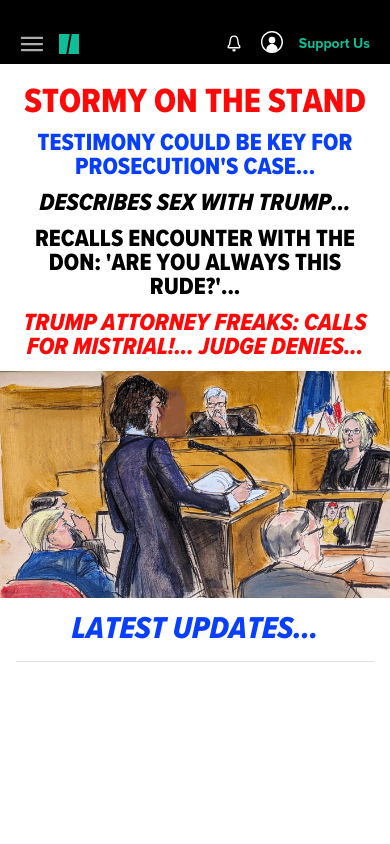 Support Us
STORMY ON THE STAND
TESTIMONY COULD BE KEY FOR
PROSECUTION'S CASE...
DESCRIBES SEX WITH TRUMP...
RECALLS ENCOUNTER WITH THE
DON: 'ARE YOU ALWAYS THIS
RUDE?'...
TRUMP ATTORNEY FREAKS: CALLS
FOR MISTRIAL!... JUDGE DENIES...
LATEST UPDATES...